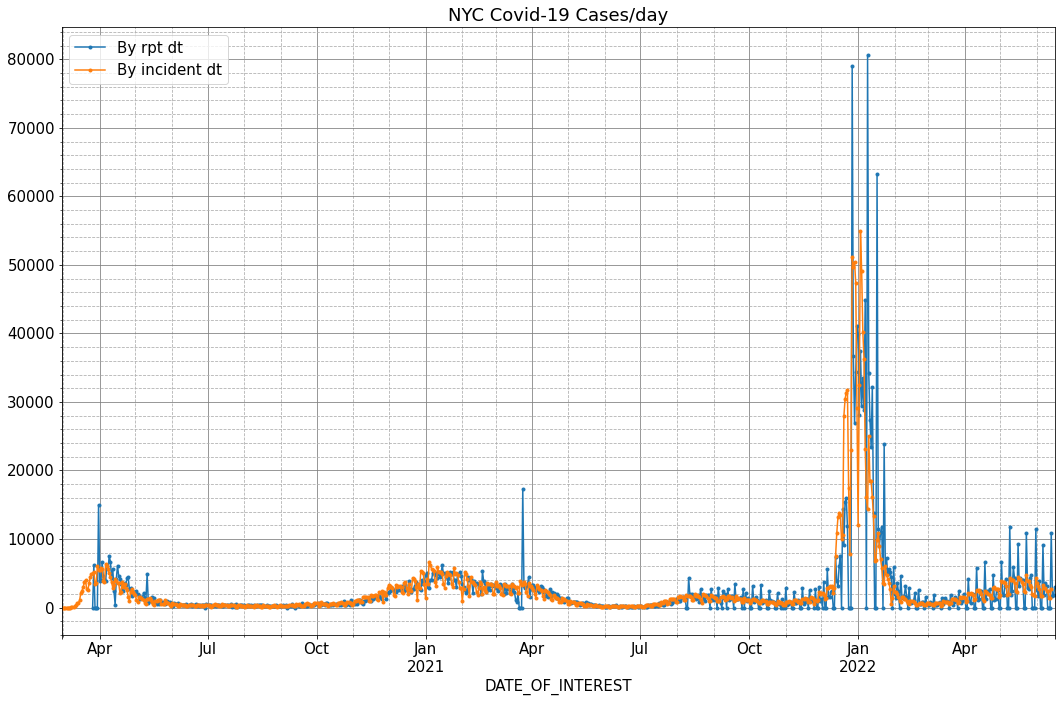 NYC Covid-19 Cases/day
By rpt dt
By incident dt
80000
70000
60000
50000
40000
30000
20000
10000
0
Apr Jul Oct Jan Apr Jul Oct Jan Apr
2021 2022
DATE_OF_INTEREST